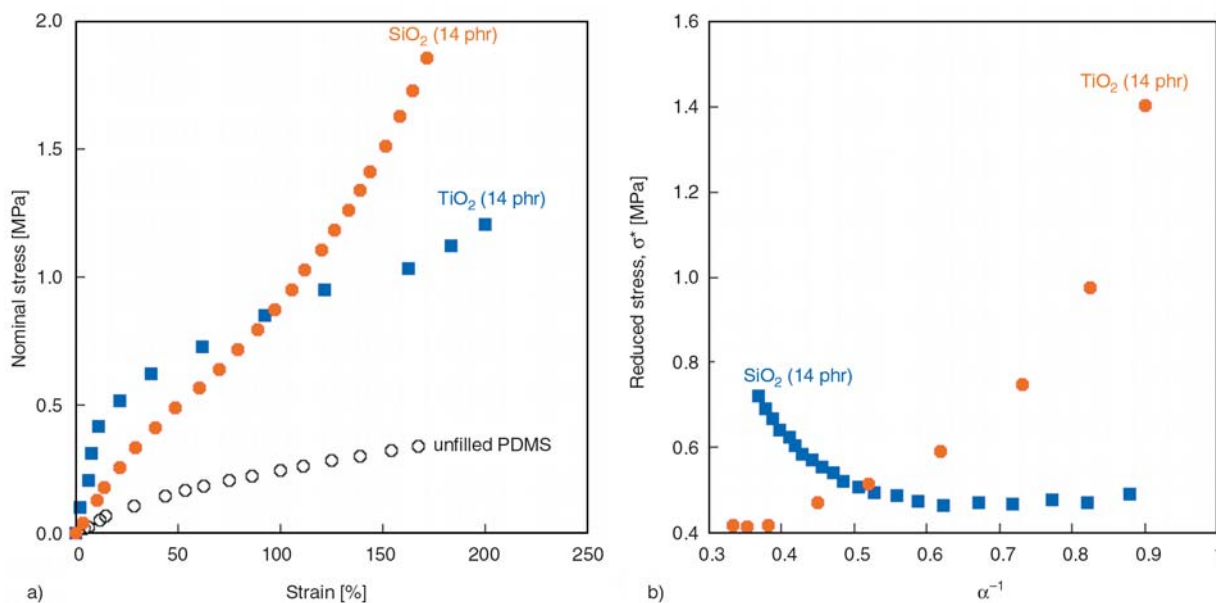 2.0
1.5
1.0
0.5
0.0
Nominal stress [MPa]
SiO₂ (14 phr)
TiO₂ (14 phr)
unfilled PDMS
0 50 100 150 200 250
Strain [%]
a)
1.6
1.4
1.2
1.0
0.8
0.6
0.4
Reduced stress, σ* [MPa]
TiO₂ (14 phr)
SiO₂ (14 phr)
0.3 0.4 0.5 0.6 0.7 0.8 0.9 1
α⁻¹
b)